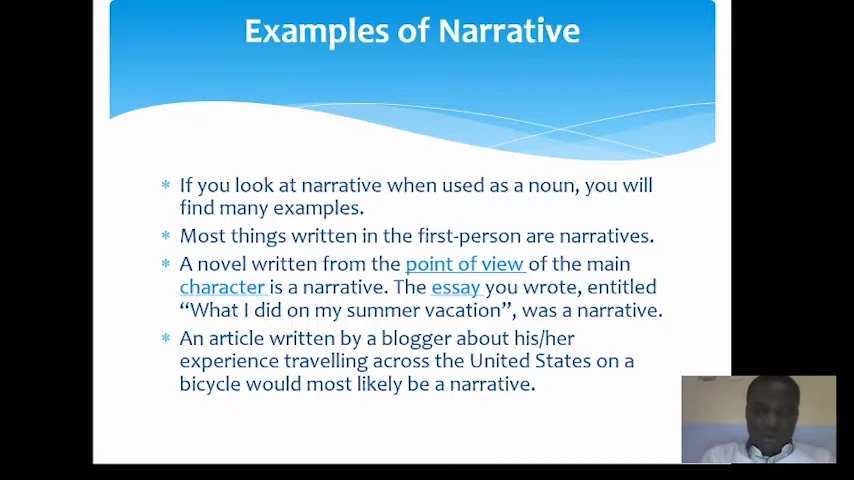 Examples of Narrative
* If you look at narrative when used as a noun, you will
find many examples.
* Most things written in the first-person are narratives.
* A novel written from the point of view of the main
character is a narrative. The essay you wrote, entitled
“What I did on my summer vacation”, was a narrative.
* An article written by a blogger about his/her
experience travelling across the United States on a
bicycle would most likely be a narrative.